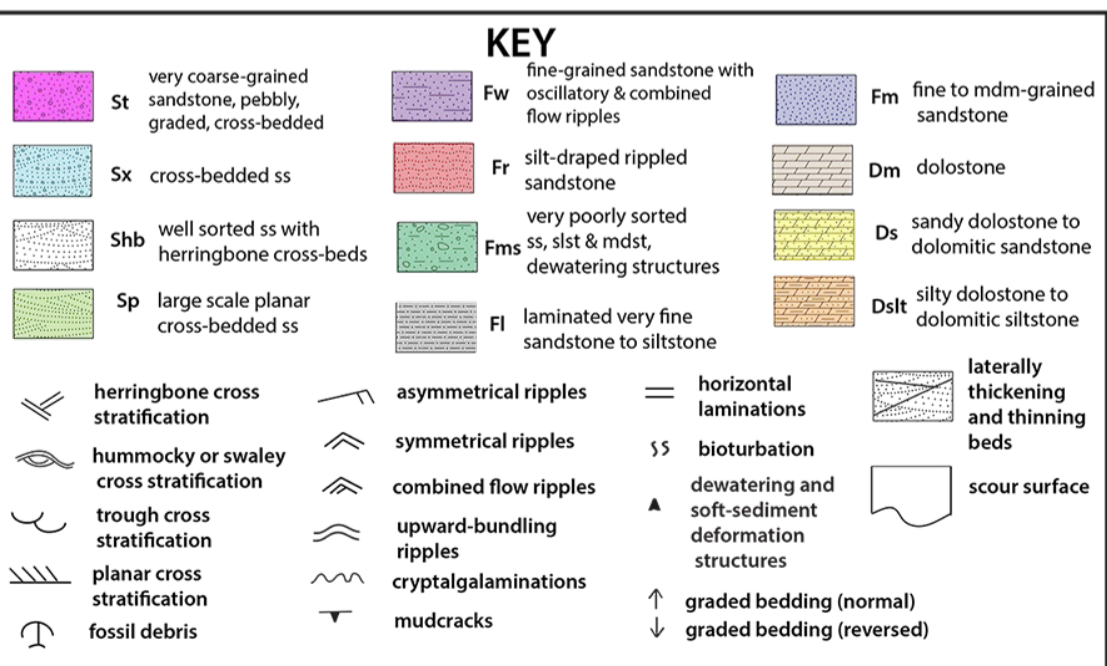 KEY
St
very coarse-grained
sandstone, pebbly,
graded, cross-bedded
Sx
cross-bedded ss
Shb
well sorted ss with
herringbone cross-beds
Sp
large scale planar
cross-bedded ss
Fw
fine-grained sandstone with
oscillatory & combined
flow ripples
Fr
silt-draped rippled
sandstone
Fms
very poorly sorted
ss, slst & mdst,
dewatering structures
Fl
laminated very fine
sandstone to siltstone
Fm
fine to mdm-grained
sandstone
Dm
dolostone
Ds
sandy dolostone to
dolomitic sandstone
Dslt
silty dolostone to
dolomitic siltstone
herringbone cross
stratification
hummocky or swaley
cross stratification
trough cross
stratification
planar cross
stratification
fossil debris
asymmetrical ripples
symmetrical ripples
combined flow ripples
upward-bundling
ripples
cryptalgalaminations
mudcracks
horizontal
laminations
bioturbation
dewatering and
soft-sediment
deformation
structures
graded bedding (normal)
graded bedding (reversed)
laterally
thickening
and thinning
beds
scour surface